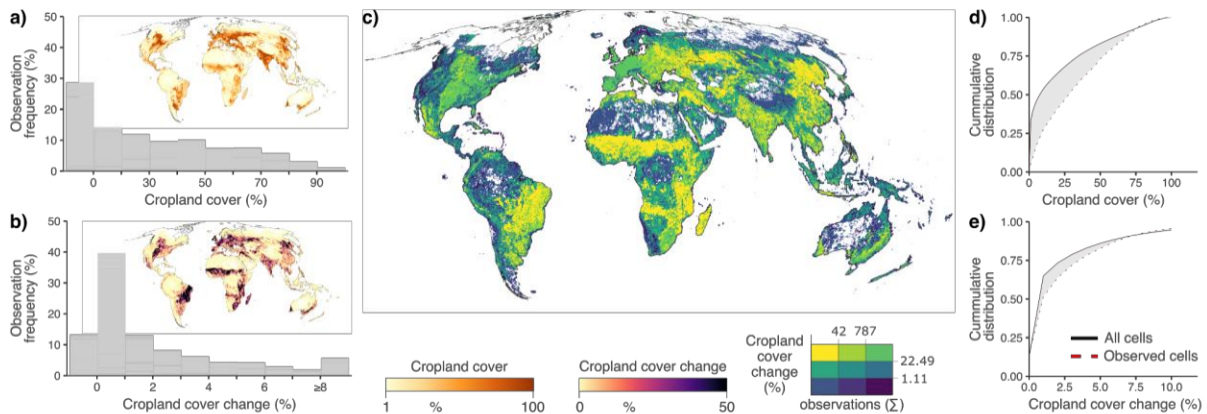 a)
50
40
30
20
10
0
Observation
frequency (%)
0 30 50 70 90
Cropland cover (%)
b)
50
40
30
20
10
0
Observation
frequency (%)
0 2 4 6 ≥8
Cropland cover change (%)
c)
Cropland cover
1 % 100
Cropland cover change
0 % 50
Cropland
cover
change
(%)
42 787
22.49
1.11
observations (Σ)
d)
1.00
0.75
0.50
0.25
0.00
Cummulative
distribution
0 25 50 75 100
Cropland cover (%)
e)
1.00
0.75
0.50
0.25
0.00
Cummulative
distribution
All cells
Observed cells
0.0 2.5 5.0 7.5 10.0
Cropland cover change (%)